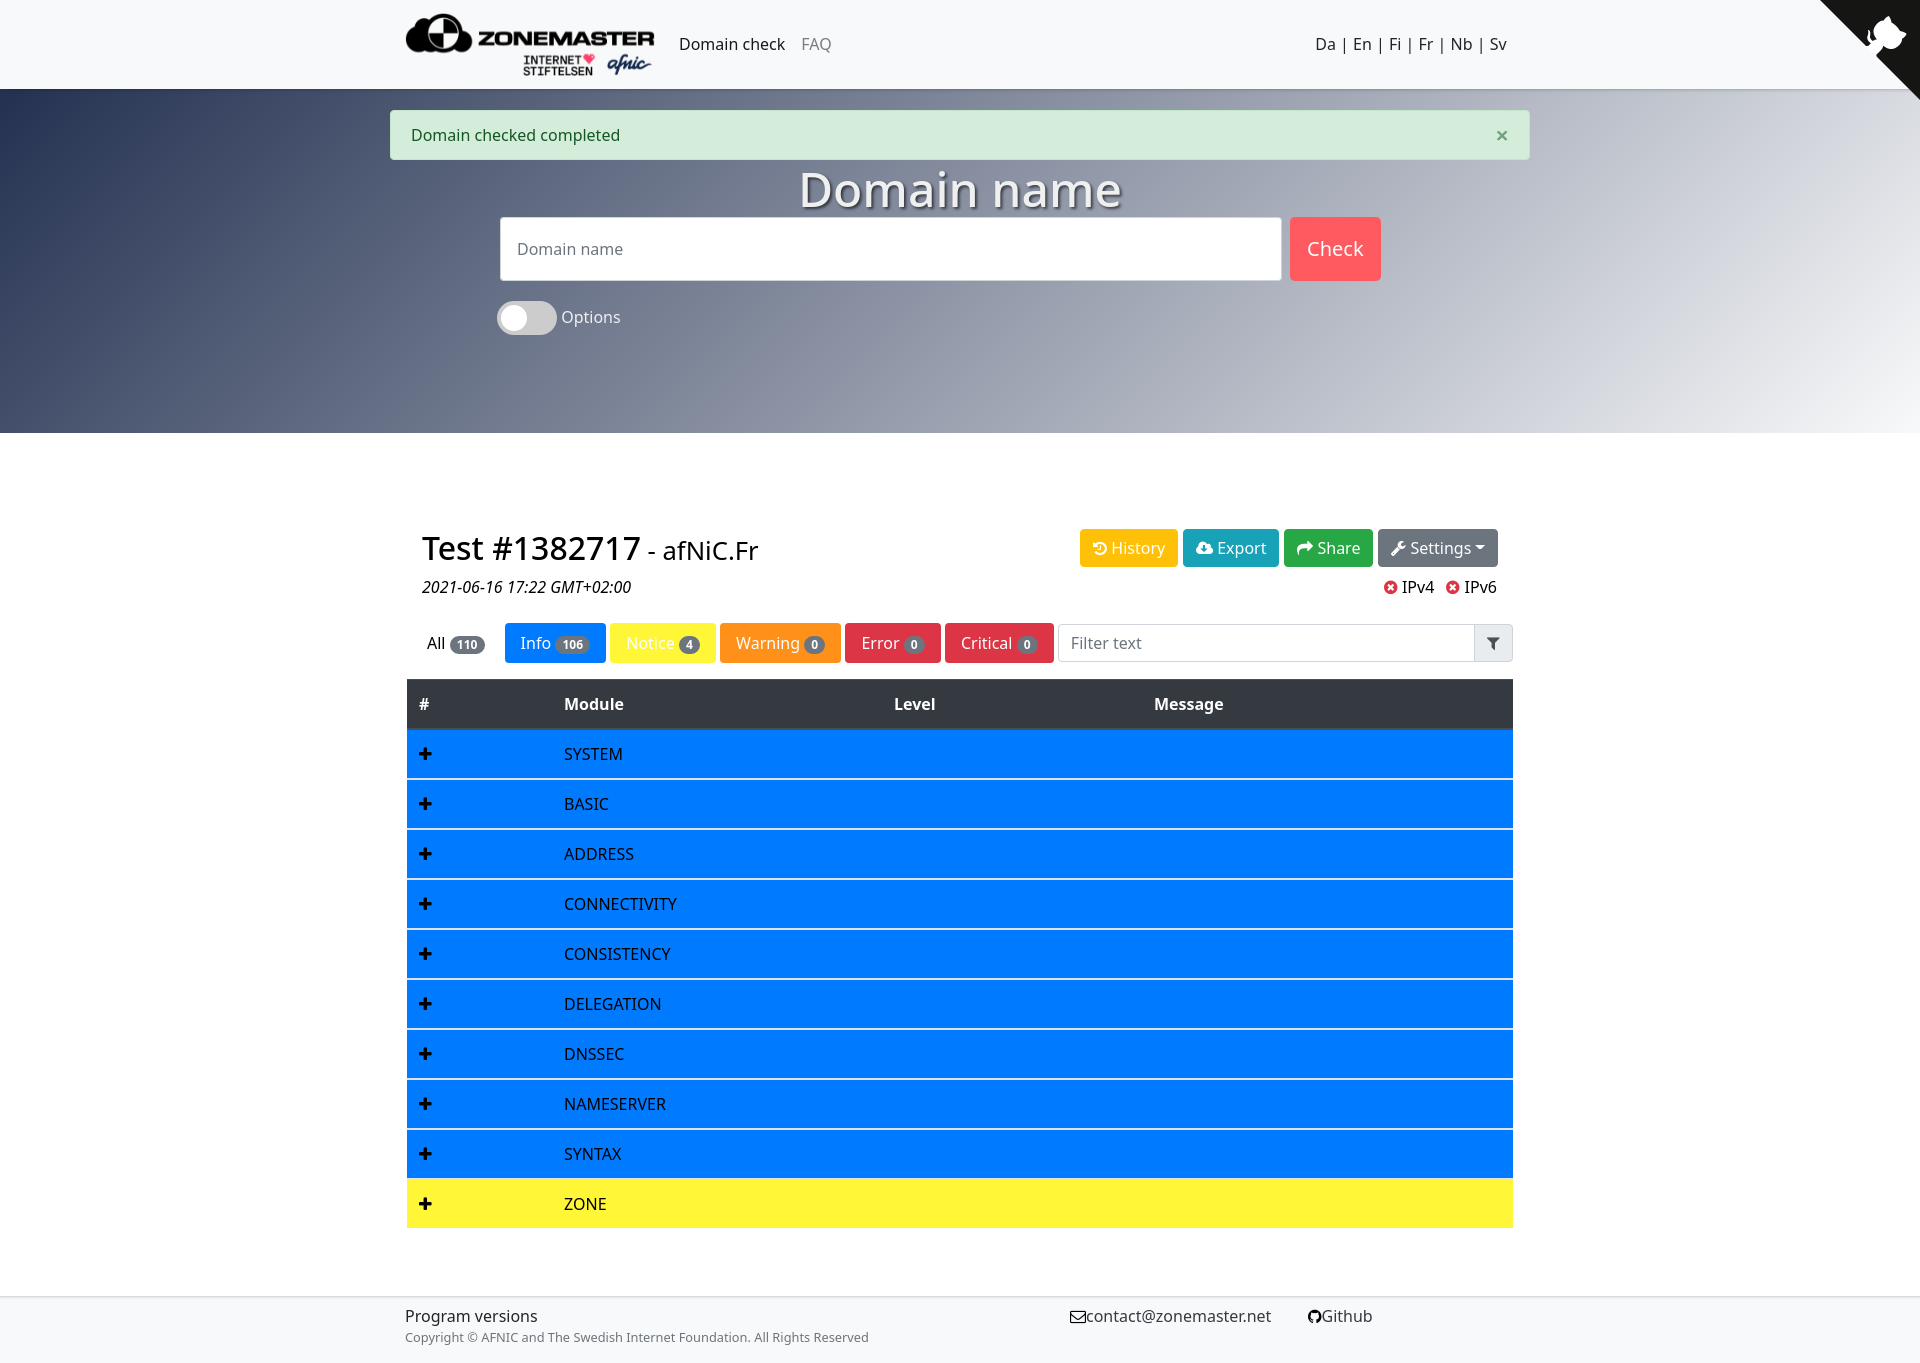 ZONEMASTER
INTERNET STIFTELSEN afnic
Domain check FAQ
Da | En | Fi | Fr | Nb | Sv
Domain checked completed ×
Domain name
Domain name
Check
Options
Test #1382717 - afNiC.Fr
History Export Share Settings
2021-06-16 17:22 GMT+02:00
IPv4 IPv6
All 110 Info 106 Notice 4 Warning 0 Error 0 Critical 0 Filter text
# Module Level Message
SYSTEM
BASIC
ADDRESS
CONNECTIVITY
CONSISTENCY
DELEGATION
DNSSEC
NAMESERVER
SYNTAX
ZONE
Program versions
contact@zonemaster.net Github
Copyright © AFNIC and The Swedish Internet Foundation. All Rights Reserved